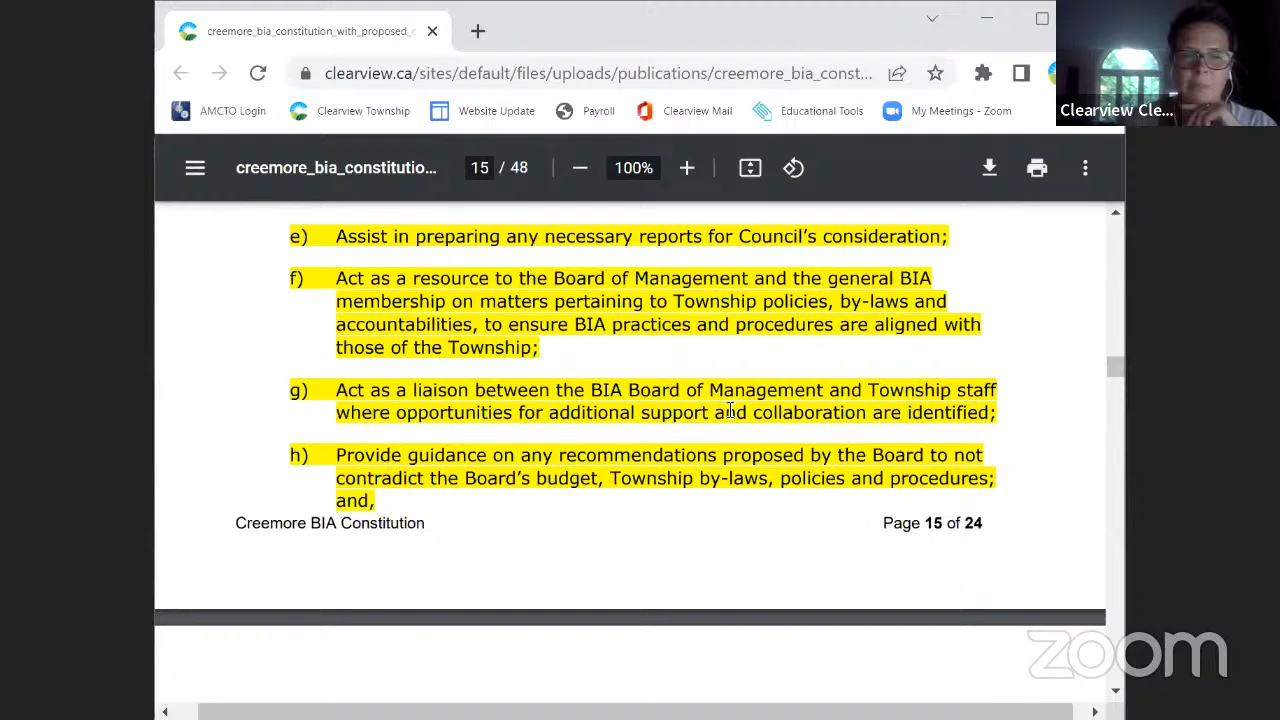 creemore_bia_constitution_with_proposed_
clearview.ca/sites/default/files/uploads/publications/creemore_bia_const...
Clearview Cle...
AMCTO Login
Clearview Township
Website Update
Payroll
Clearview Mail
Educational Tools
My Meetings - Zoom
creemore_bia_constitutio...
15 / 48
100%
e) Assist in preparing any necessary reports for Council's consideration;
f) Act as a resource to the Board of Management and the general BIA
membership on matters pertaining to Township policies, by-laws and
accountabilities, to ensure BIA practices and procedures are aligned with
those of the Township;
g) Act as a liaison between the BIA Board of Management and Township staff
where opportunities for additional support and collaboration are identified;
h) Provide guidance on any recommendations proposed by the Board to not
contradict the Board's budget, Township by-laws, policies and procedures;
and,
Creemore BIA Constitution
Page 15 of 24
zoom